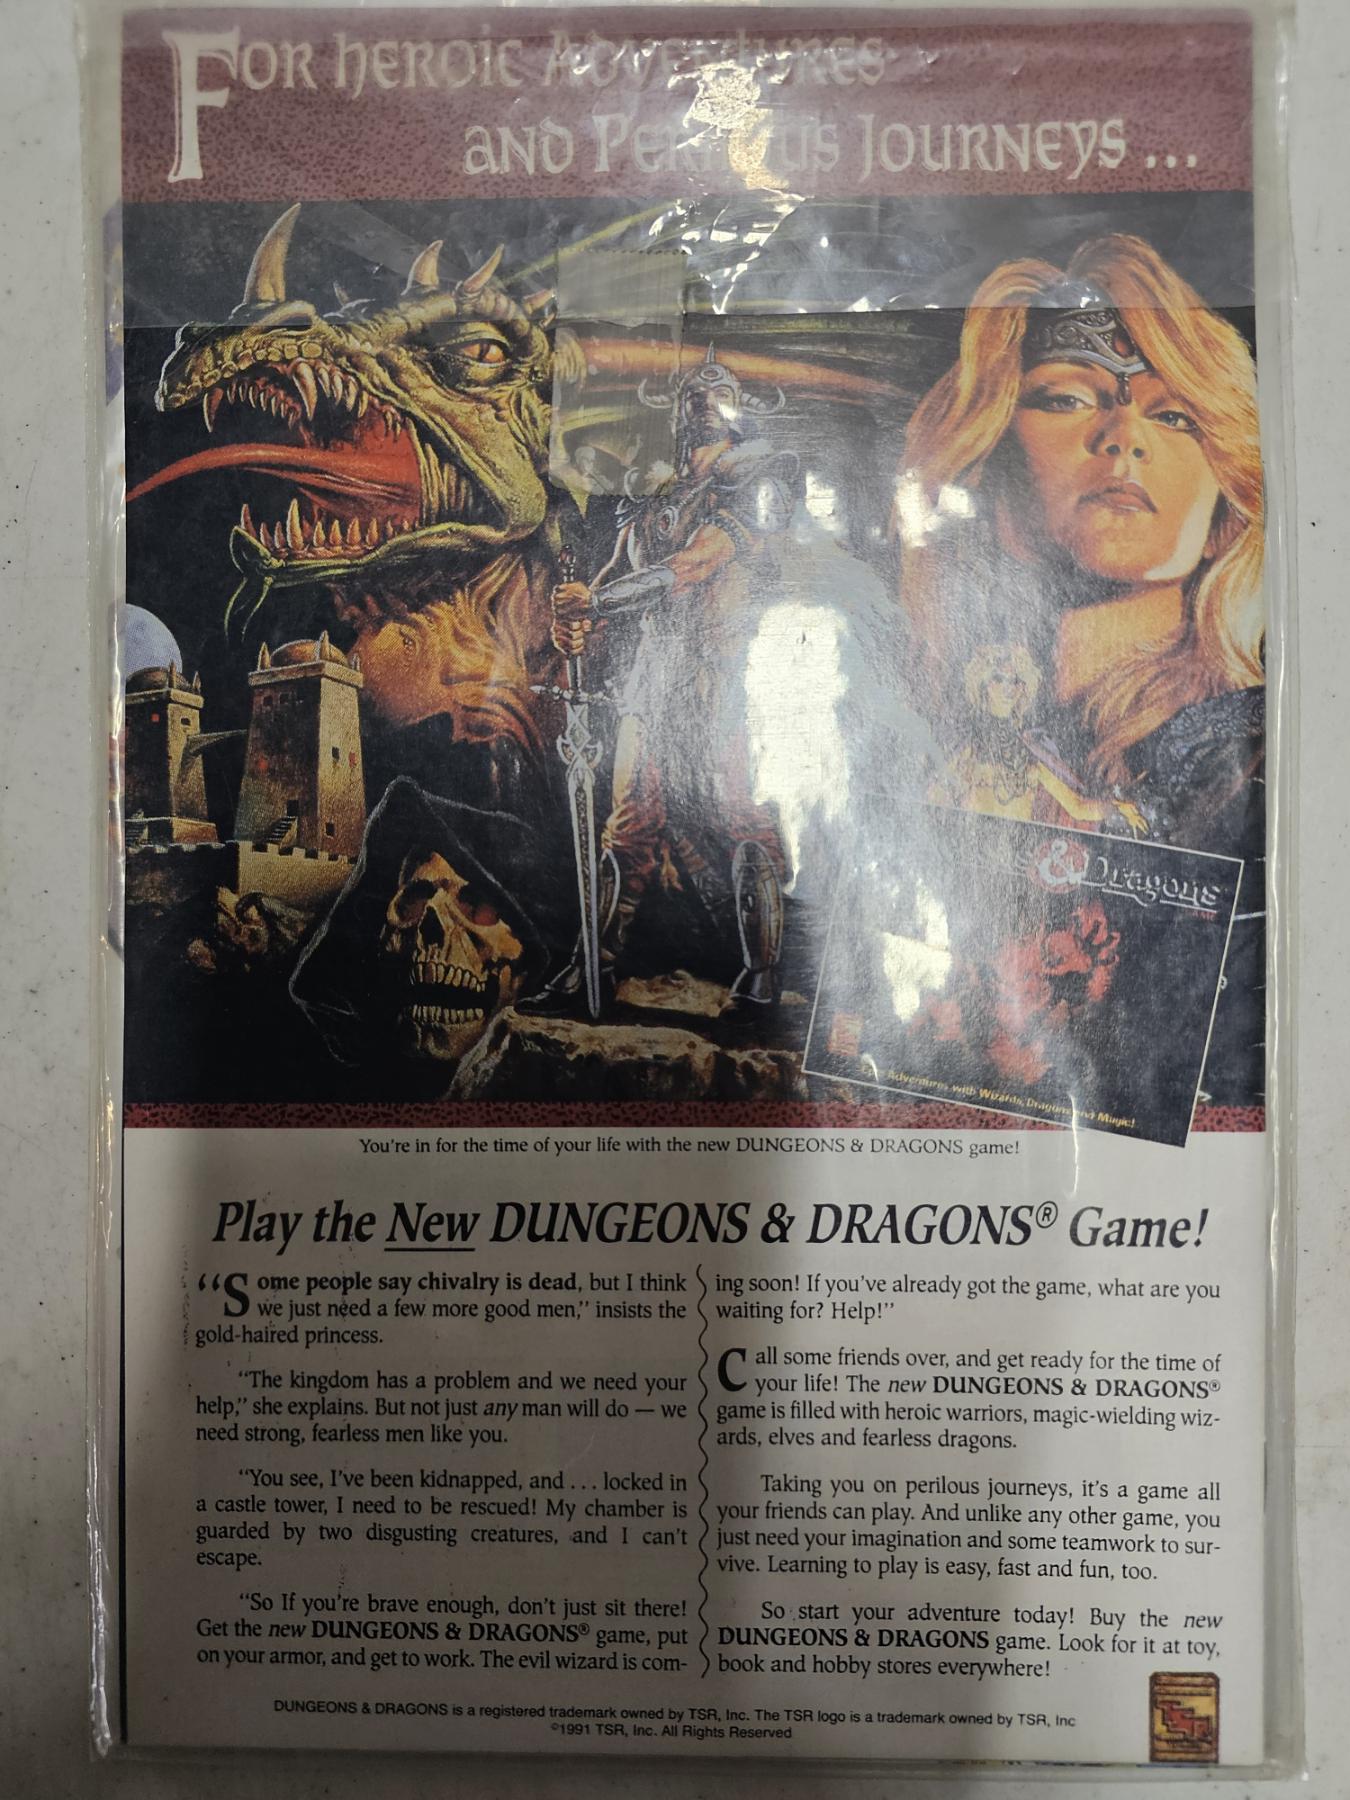 FOR HEROIC ADVENTURES
AND PERILOUS JOURNEYS ...
& Dragons
GAME
Epic Adventures with Wizards, Dragons and Magic!
You're in for the time of your life with the new DUNGEONS & DRAGONS game!
Play the New DUNGEONS & DRAGONS® Game!
“Some people say chivalry is dead, but I think
we just need a few more good men,” insists the
gold-haired princess.
“The kingdom has a problem and we need your
help,” she explains. But not just any man will do — we
need strong, fearless men like you.
“You see, I've been kidnapped, and . . . locked in
a castle tower, I need to be rescued! My chamber is
guarded by two disgusting creatures, and I can't
escape.
“So If you're brave enough, don't just sit there!
Get the new DUNGEONS & DRAGONS® game, put
on your armor, and get to work. The evil wizard is com-
ing soon! If you've already got the game, what are you
waiting for? Help!”
Call some friends over, and get ready for the time of
your life! The new DUNGEONS & DRAGONS®
game is filled with heroic warriors, magic-wielding wiz-
ards, elves and fearless dragons.
Taking you on perilous journeys, it's a game all
your friends can play. And unlike any other game, you
just need your imagination and some teamwork to sur-
vive. Learning to play is easy, fast and fun, too.
So start your adventure today! Buy the new
DUNGEONS & DRAGONS game. Look for it at toy,
book and hobby stores everywhere!
DUNGEONS & DRAGONS is a registered trademark owned by TSR, Inc. The TSR logo is a trademark owned by TSR, Inc
©1991 TSR, Inc. All Rights Reserved
TSR